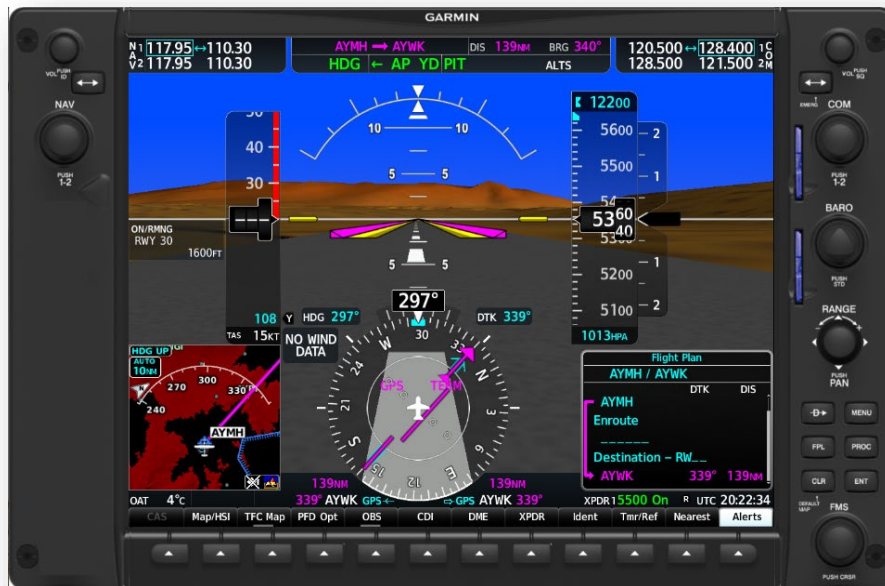 GARMIN
N 1 117.95 ↔ 110.30
A
V 2 117.95 110.30
AYMH → AYWK DIS 139NM BRG 340°
HDG ← AP YD PIT ALTS
120.500 ↔ 128.400 1 C
O
128.500 121.500 2 M
VOL PUSH ID
NAV
PUSH
1-2
VOL PUSH SQ
EMERG
COM
PUSH
1-2
BARO
PUSH
STD
RANGE
PUSH
PAN
MENU
FPL
PROC
CLR
ENT
DEFAULT MAP
FMS
PUSH CRSR
12200
10 10
5 5
5 5
40
30
5600
5500
5360
40
5200
5100
2
1
1
2
1013HPA
ON/RMNG
RWY 30
1600FT
108
TAS 15KT
HDG 297°
297°
DTK 339°
NO WIND
DATA
30
33
N
3
6
E
12
15
S
21
24
W
GPS TERM
HDG UP
AUTO
10NM
240
270
300
330
AYMH
Flight Plan
AYMH / AYWK
DTK DIS
AYMH
Enroute
______
Destination – RW__
AYWK 339° 139NM
139NM 139NM
339° AYWK GPS ← ⇨ GPS AYWK 339°
OAT 4°C
XPDR 1 5500 On R UTC 20:22:34
CAS Map/HSI TFC Map PFD Opt OBS CDI DME XPDR Ident Tmr/Ref Nearest Alerts